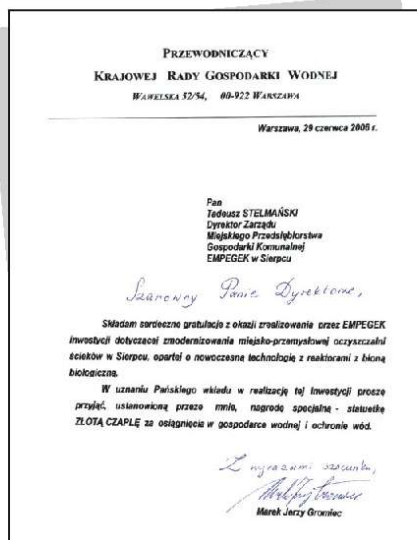 PRZEWODNICZĄCY
KRAJOWEJ RADY GOSPODARKI WODNEJ
WAWELSKA 52/54, 00-922 WARSZAWA
Warszawa, 29 czerwca 2006 r.
Pan
Tadeusz STELMAŃSKI
Dyrektor Zarządu
Miejskiego Przedsiębiorstwa
Gospodarki Komunalnej
EMPEGEK w Sierpcu
Szanowny Panie Dyrektorze,
Składam serdeczne gratulacje z okazji zrealizowania przez EMPEGEK
inwestycji dotyczącej zmodernizowania miejsko-przemysłowej oczyszczalni
ścieków w Sierpcu, opartej o nowoczesną technologię z reaktorami z błoną
biologiczną.
W uznaniu Pańskiego wkładu w realizację tej inwestycji proszę
przyjąć, ustanowioną przeze mnie, nagrodę specjalną - statuetkę
ZŁOTĄ CZAPLĘ za osiągnięcia w gospodarce wodnej i ochronie wód.
Z wyrazami szacunku,
Marek Jerzy Gromiec